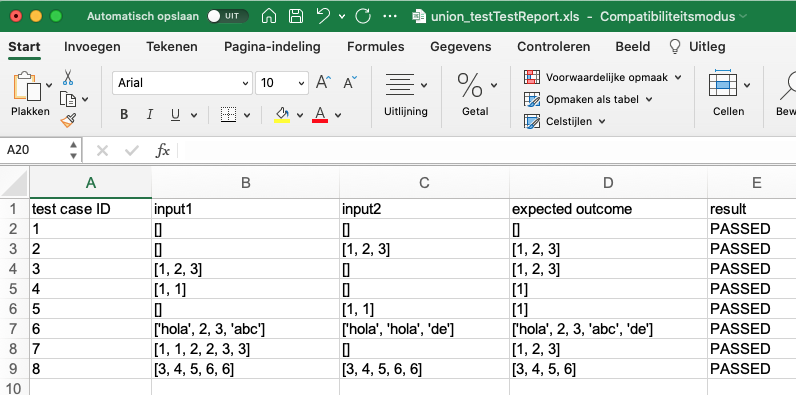 Automatisch opslaan UIT union_testTestReport.xls - Compatibiliteitsmodus
Start Invoegen Tekenen Pagina-indeling Formules Gegevens Controleren Beeld Uitleg
Plakken
Arial 10 A A
B I U A
Uitlijning
% Getal
Voorwaardelijke opmaak
Opmaken als tabel
Celstijlen
Cellen
Bew
A20 fx
A B C D E
1 test case ID input1 input2 expected outcome result
2 1 [] [] [] PASSED
3 2 [] [1, 2, 3] [1, 2, 3] PASSED
4 3 [1, 2, 3] [] [1, 2, 3] PASSED
5 4 [1, 1] [] [1] PASSED
6 5 [] [1, 1] [1] PASSED
7 6 ['hola', 2, 3, 'abc'] ['hola', 'hola', 'de'] ['hola', 2, 3, 'abc', 'de'] PASSED
8 7 [1, 1, 2, 2, 3, 3] [] [1, 2, 3] PASSED
9 8 [3, 4, 5, 6, 6] [3, 4, 5, 6, 6] [3, 4, 5, 6] PASSED
10